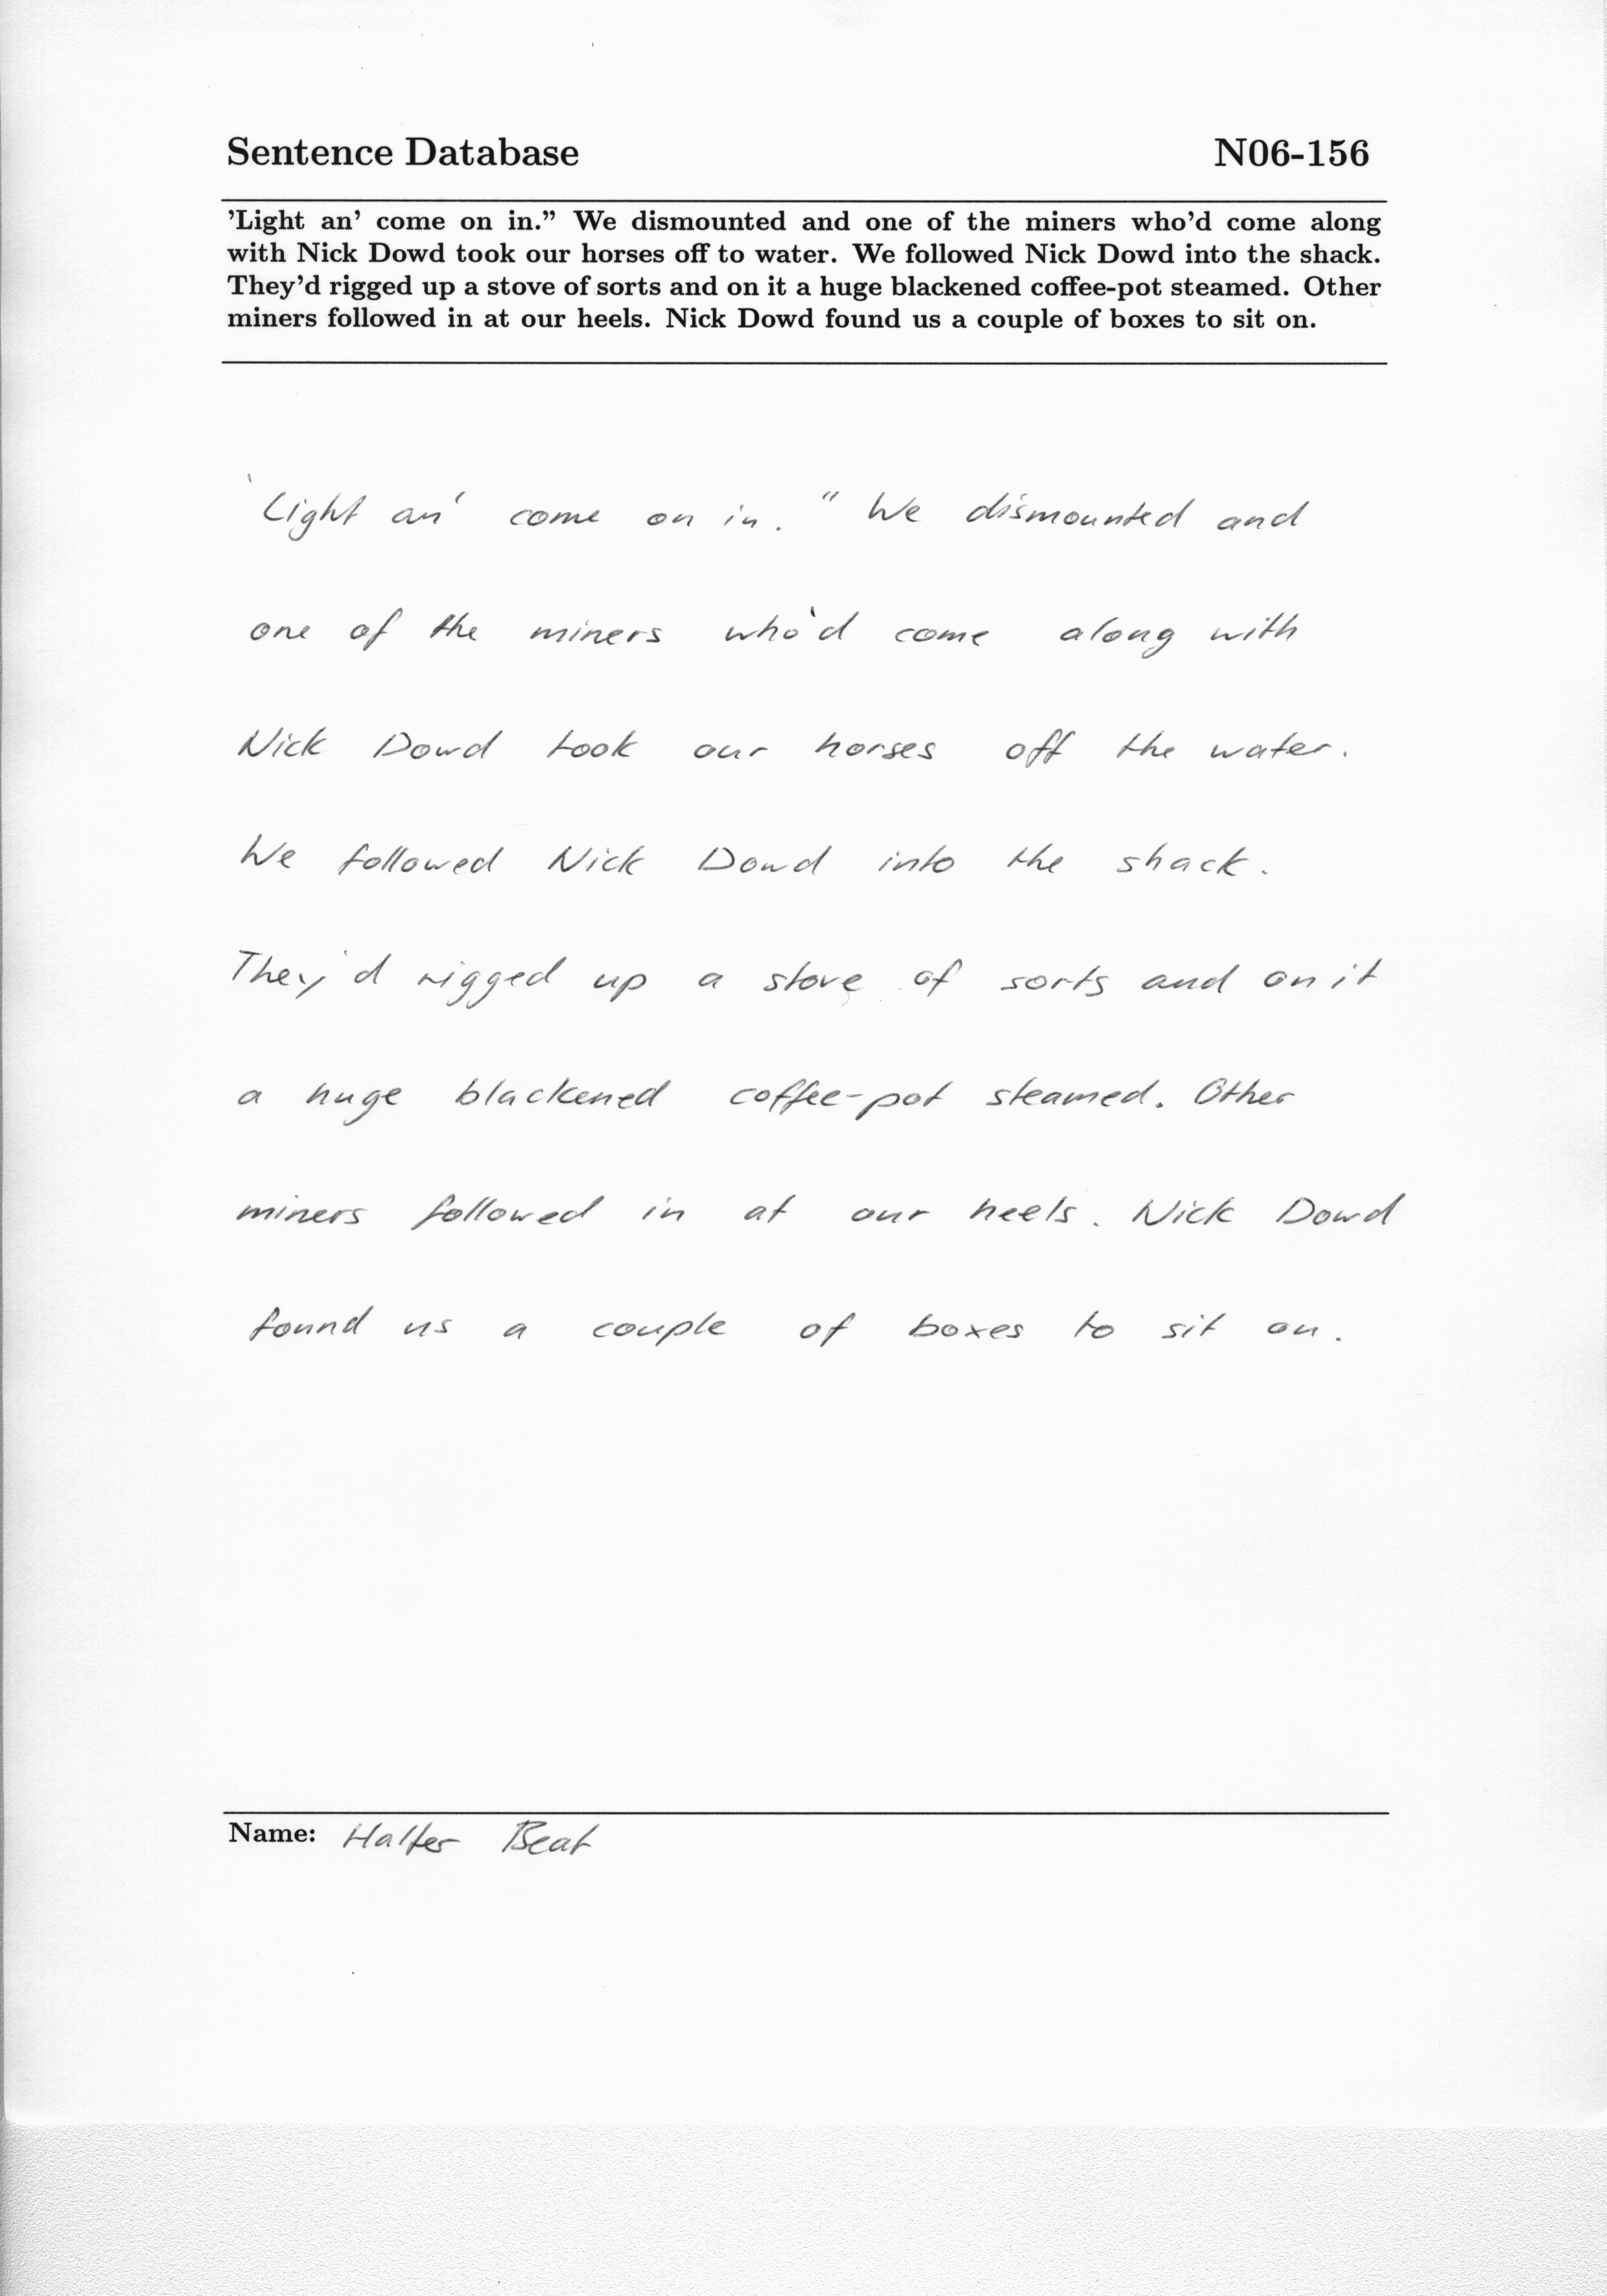 Sentence Database N06-156
’Light an’ come on in.” We dismounted and one of the miners who’d come along
with Nick Dowd took our horses off to water. We followed Nick Dowd into the shack.
They’d rigged up a stove of sorts and on it a huge blackened coffee-pot steamed. Other
miners followed in at our heels. Nick Dowd found us a couple of boxes to sit on.
'Light an' come on in." We dismounted and
one of the miners who'd come along with
Nick Dowd took our horses off the water.
We followed Nick Dowd into the shack.
They'd rigged up a stove of sorts and on it
a huge blackened coffee-pot steamed. Other
miners followed in at our heels. Nick Dowd
found us a couple of boxes to sit on.
Name: Halter Beat